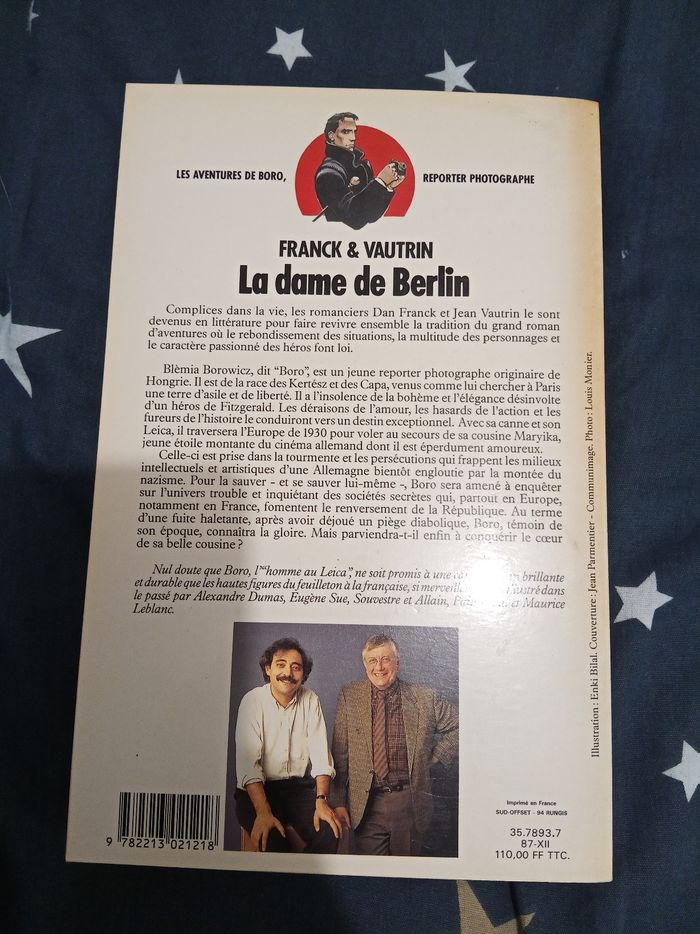 LES AVENTURES DE BORO, REPORTER PHOTOGRAPHE
FRANCK & VAUTRIN
La dame de Berlin
Complices dans la vie, les romanciers Dan Franck et Jean Vautrin le sont
devenus en littérature pour faire revivre ensemble la tradition du grand roman
d'aventures où le rebondissement des situations, la multitude des personnages et
le caractère passionné des héros font loi.
Blèmia Borowicz, dit "Boro", est un jeune reporter photographe originaire de
Hongrie. Il est de la race des Kertész et des Capa, venus comme lui chercher à Paris
une terre d'asile et de liberté. Il a l'insolence de la bohème et l'élégance désinvolte
d'un héros de Fitzgerald. Les déraisons de l'amour, les hasards de l'action et les
fureurs de l'histoire le conduiront vers un destin exceptionnel. Avec sa canne et son
Leica, il traversera l'Europe de 1930 pour voler au secours de sa cousine Maryika,
jeune étoile montante du cinéma allemand dont il est éperdument amoureux.
Celle-ci est prise dans la tourmente et les persécutions qui frappent les milieux
intellectuels et artistiques d'une Allemagne bientôt engloutie par la montée du
nazisme. Pour la sauver - et se sauver lui-même -, Boro sera amené à enquêter
sur l'univers trouble et inquiétant des sociétés secrètes qui, partout en Europe,
notamment en France, fomentent le renversement de la République. Au terme
d'une fuite haletante, après avoir déjoué un piège diabolique, Boro, témoin de
son époque, connaîtra la gloire. Mais parviendra-t-il enfin à conquérir le cœur
de sa belle cousine ?
Nul doute que Boro, l'"homme au Leica", ne soit promis à une brillante
et durable que les hautes figures du feuilleton à la française, si dans
le passé par Alexandre Dumas, Eugène Sue, Souvestre et Allain, et Maurice
Leblanc.
Illustration : Enki Bilal. Couverture : Jean Parmentier - Communimage. Photo : Louis Monier.
9 782213 021218
Imprimé en France
SUD-OFFSET - 94 RUNGIS
35.7893.7
87-XII
110,00 FF TTC.